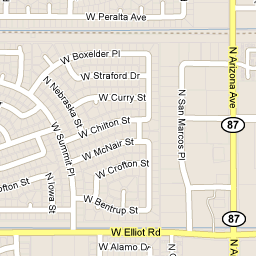 W Peralta Ave
W Boxelder Pl
W Straford Dr
N Arizona Ave
N Nebraska St
W Curry St
N San Marcos Pl
W Chilton St
87
W Summit Pl
W McNair St
W Crofton St
ofton St
N Iowa St
W Bentrup St
87
W Elliot Rd
W Alamo Dr
N A